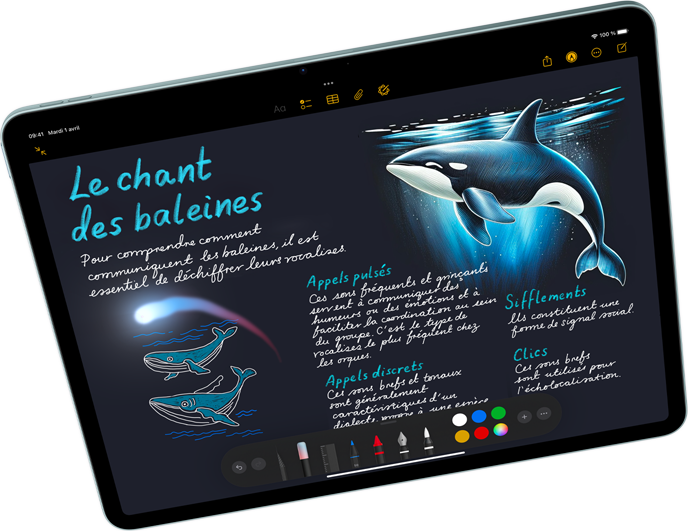 09:41 Mardi 1 avril
100 %
Aa
Le chant
des baleines
Pour comprendre comment
communiquent les baleines, il est
essentiel de déchiffrer leurs vocalises.
Appels pulsés
Ces sons fréquents et grinçants
servent à communiquer des
humeurs ou des émotions et à
faciliter la coordination au sein
du groupe. C'est le type de
vocalises le plus fréquent chez
les orques.
Appels discrets
Ces sons brefs et tonaux
sont généralement
caractéristiques d'un
dialecte propre à une espèce
Sifflements
Ils constituent une
forme de signal social.
Clics
Ces sons brefs
sont utilisés pour
l'écholocalisation.